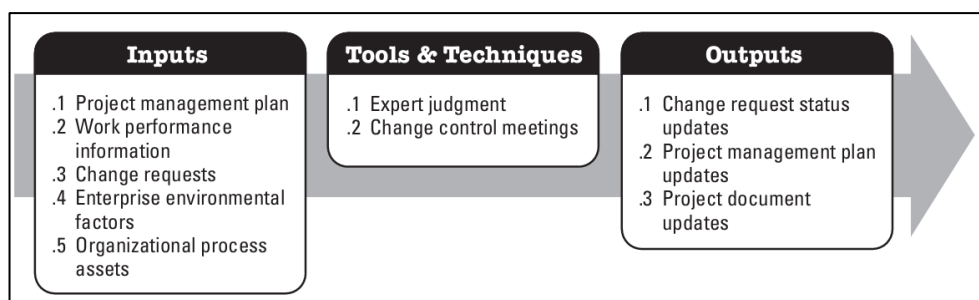 Inputs
.1 Project management plan
.2 Work performance
information
.3 Change requests
.4 Enterprise environmental
factors
.5 Organizational process
assets
Tools & Techniques
.1 Expert judgment
.2 Change control meetings
Outputs
.1 Change request status
updates
.2 Project management plan
updates
.3 Project document
updates